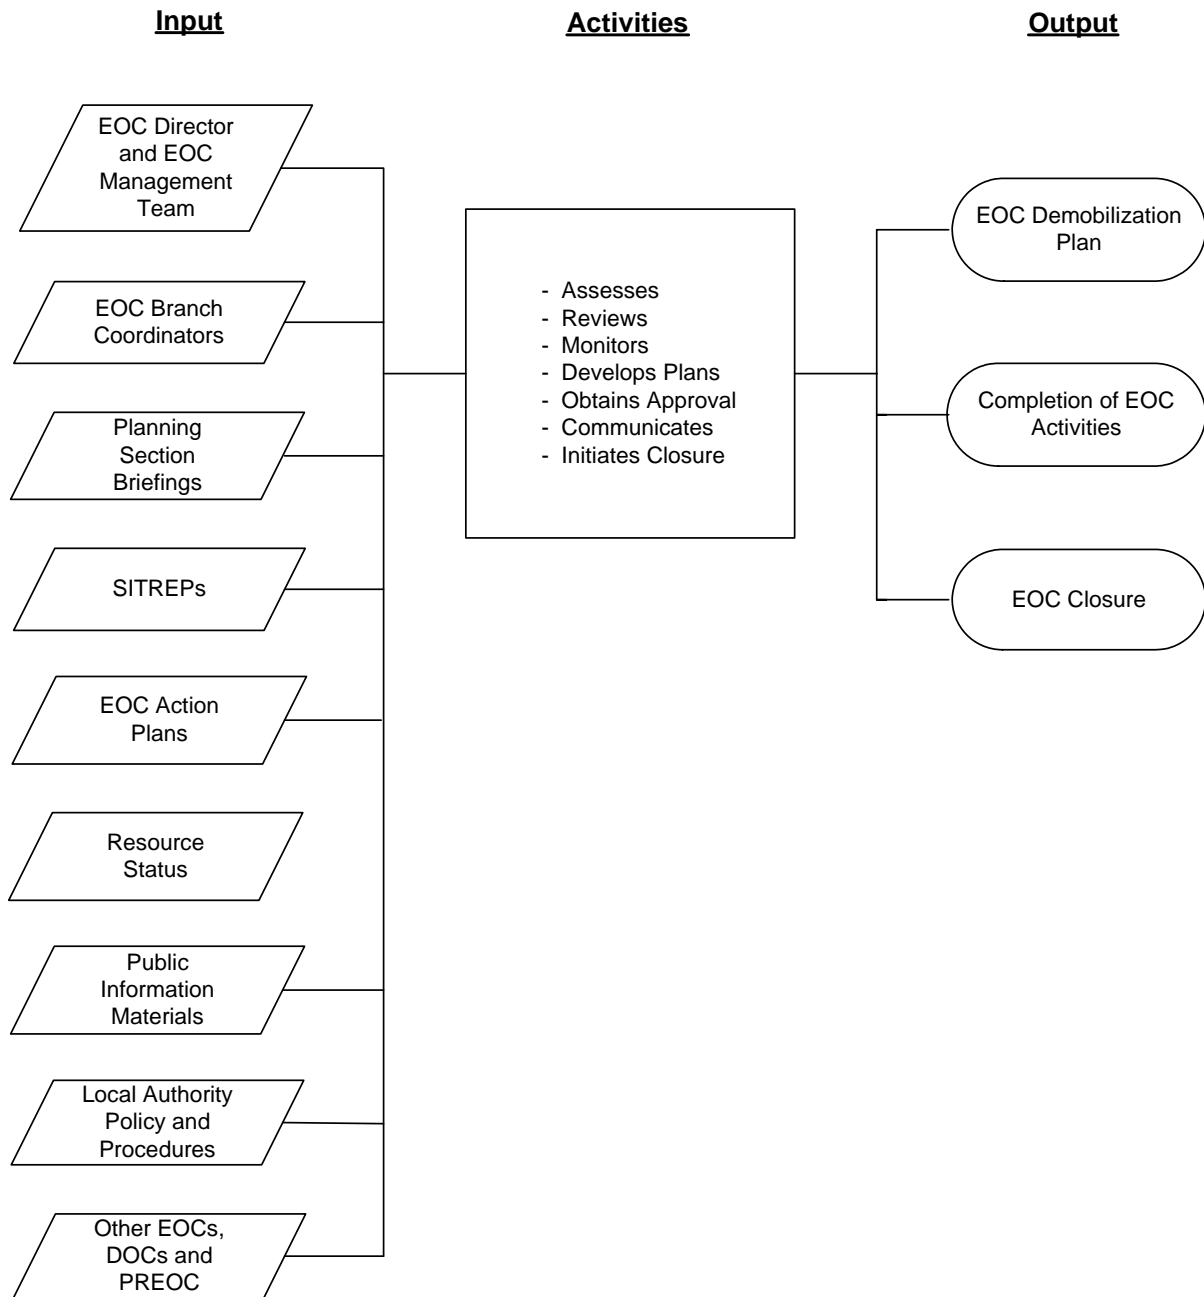 Input
Activities
Output
EOC Director
and EOC
Management
Team
EOC Branch
Coordinators
Planning
Section
Briefings
SITREPs
EOC Action
Plans
Resource
Status
Public
Information
Materials
Local Authority
Policy and
Procedures
Other EOCs,
DOCs and
PREOC
- Assesses
- Reviews
- Monitors
- Develops Plans
- Obtains Approval
- Communicates
- Initiates Closure
EOC Demobilization
Plan
Completion of EOC
Activities
EOC Closure